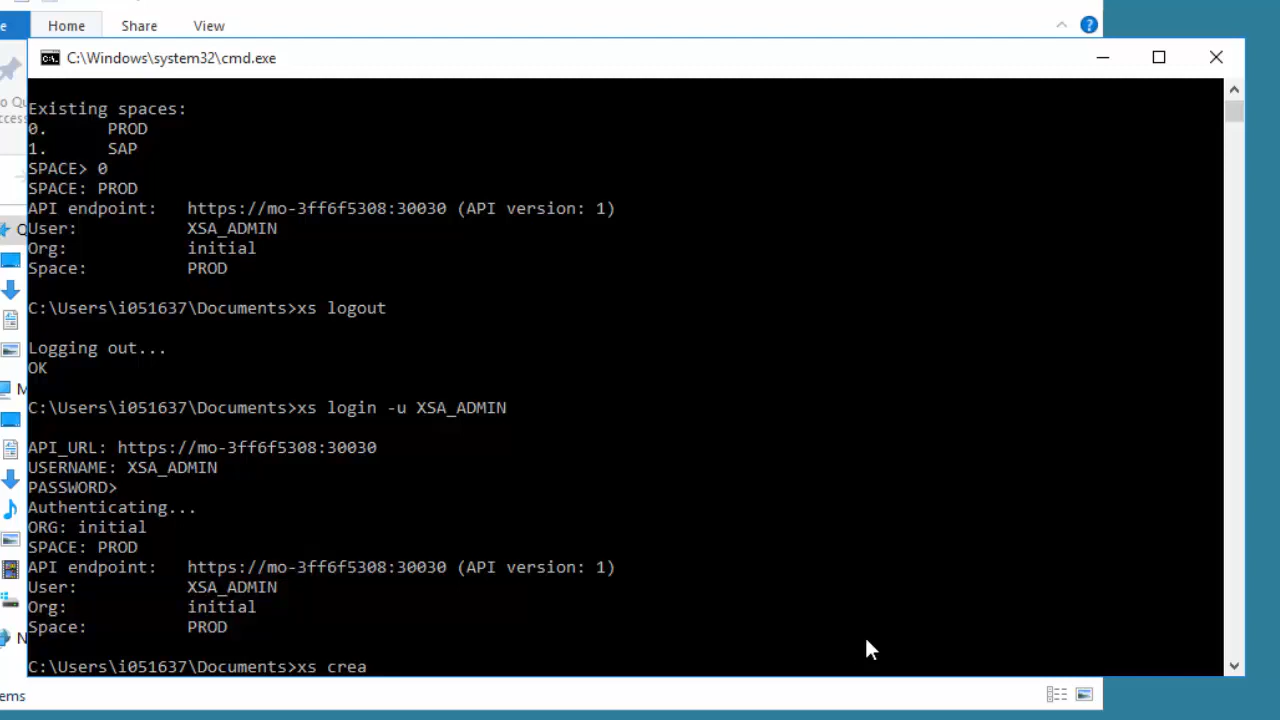 Home Share View
C:\Windows\system32\cmd.exe
Existing spaces:
0. PROD
1. SAP
SPACE> 0
SPACE: PROD
API endpoint: https://mo-3ff6f5308:30030 (API version: 1)
User: XSA_ADMIN
Org: initial
Space: PROD
C:\Users\i051637\Documents>xs logout
Logging out...
OK
C:\Users\i051637\Documents>xs login -u XSA_ADMIN
API_URL: https://mo-3ff6f5308:30030
USERNAME: XSA_ADMIN
PASSWORD>
Authenticating...
ORG: initial
SPACE: PROD
API endpoint: https://mo-3ff6f5308:30030 (API version: 1)
User: XSA_ADMIN
Org: initial
Space: PROD
C:\Users\i051637\Documents>xs crea